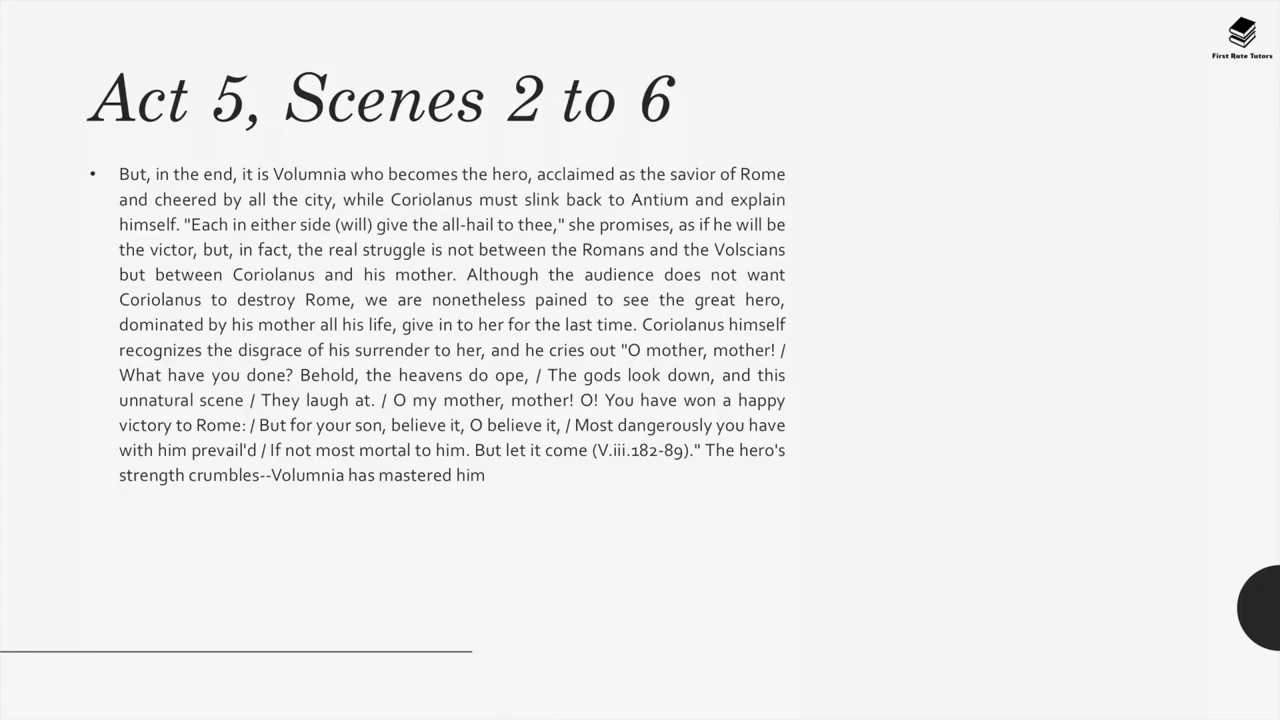 First Rate Tutors
Act 5, Scenes 2 to 6
• But, in the end, it is Volumnia who becomes the hero, acclaimed as the savior of Rome
and cheered by all the city, while Coriolanus must slink back to Antium and explain
himself. "Each in either side (will) give the all-hail to thee," she promises, as if he will be
the victor, but, in fact, the real struggle is not between the Romans and the Volscians
but between Coriolanus and his mother. Although the audience does not want
Coriolanus to destroy Rome, we are nonetheless pained to see the great hero,
dominated by his mother all his life, give in to her for the last time. Coriolanus himself
recognizes the disgrace of his surrender to her, and he cries out "O mother, mother! /
What have you done? Behold, the heavens do ope, / The gods look down, and this
unnatural scene / They laugh at. / O my mother, mother! O! You have won a happy
victory to Rome: / But for your son, believe it, O believe it, / Most dangerously you have
with him prevail'd / If not most mortal to him. But let it come (V.iii.182-89)." The hero's
strength crumbles--Volumnia has mastered him